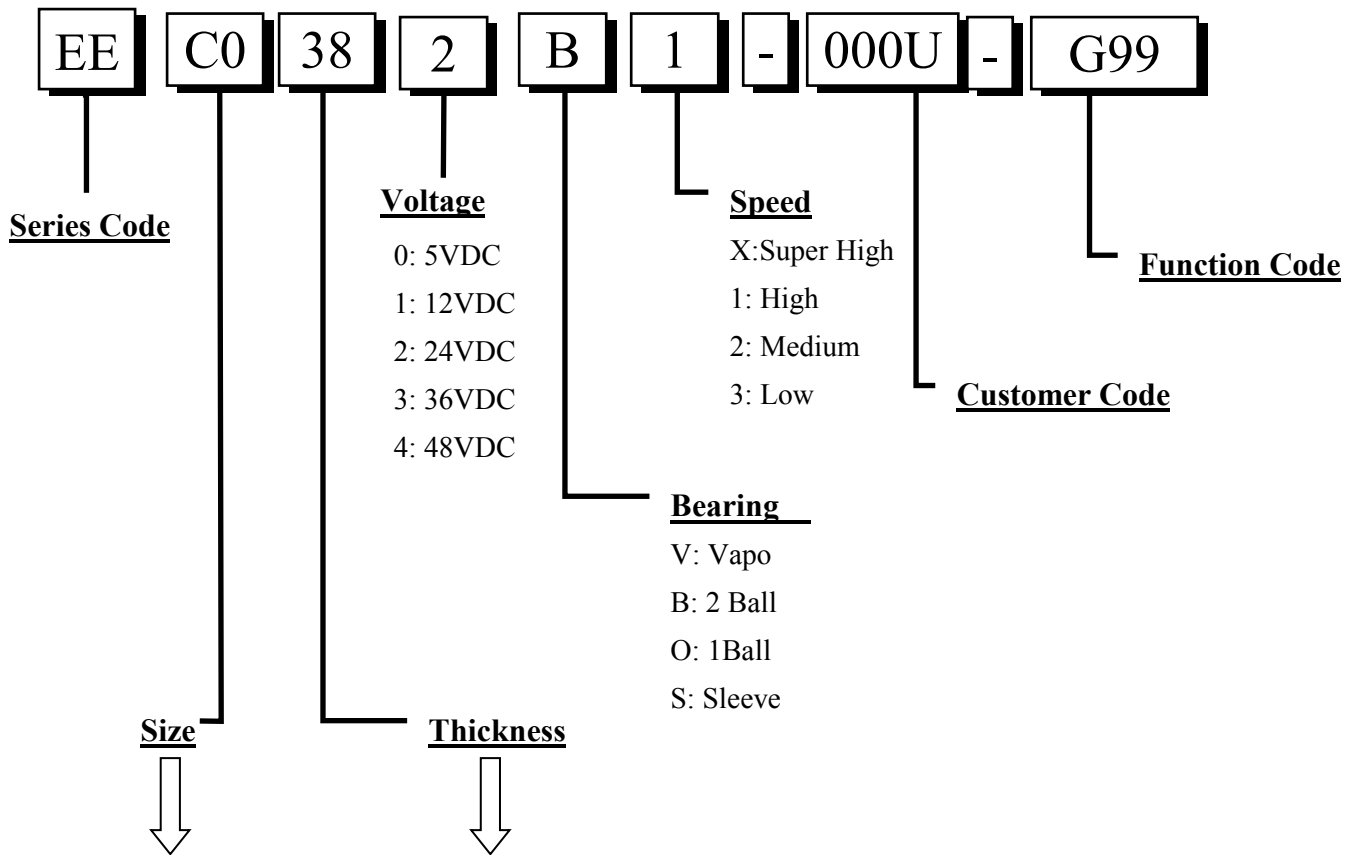 EE C0 38 2 B 1 - 000U - G99
Series Code
Voltage
0: 5VDC
1: 12VDC
2: 24VDC
3: 36VDC
4: 48VDC
Speed
X:Super High
1: High
2: Medium
3: Low
Function Code
Customer Code
Bearing
V: Vapo
B: 2 Ball
O: 1Ball
S: Sleeve
Size
Thickness